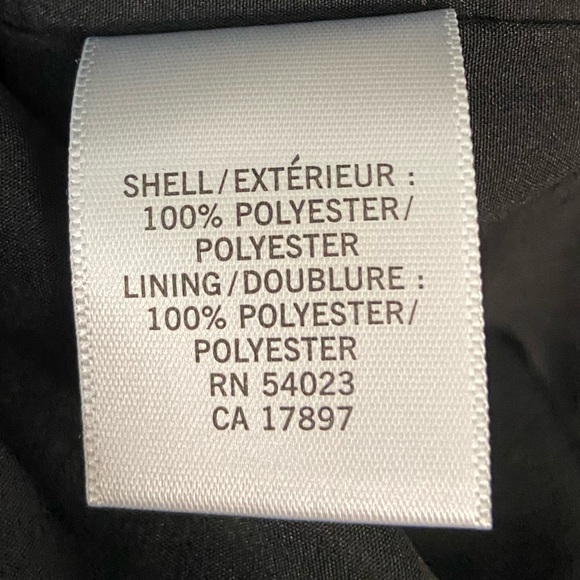 SHELL/EXTÉRIEUR :
100% POLYESTER/
POLYESTER
LINING/DOUBLURE :
100% POLYESTER/
POLYESTER
RN 54023
CA 17897